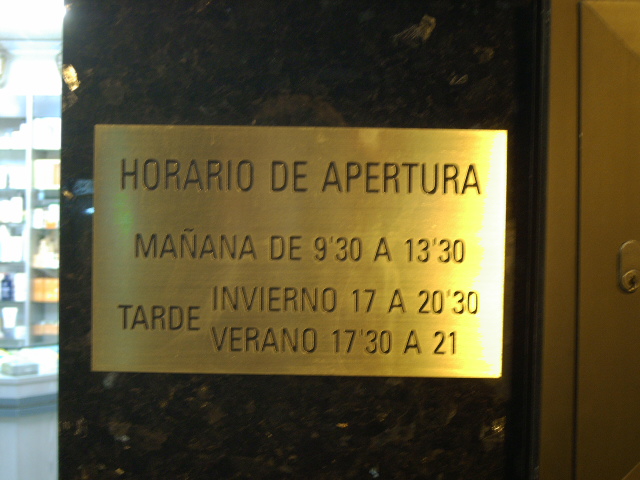 HORARIO DE APERTURA
MAÑANA DE 9'30 A 13'30
TARDE INVIERNO 17 A 20'30
VERANO 17'30 A 21